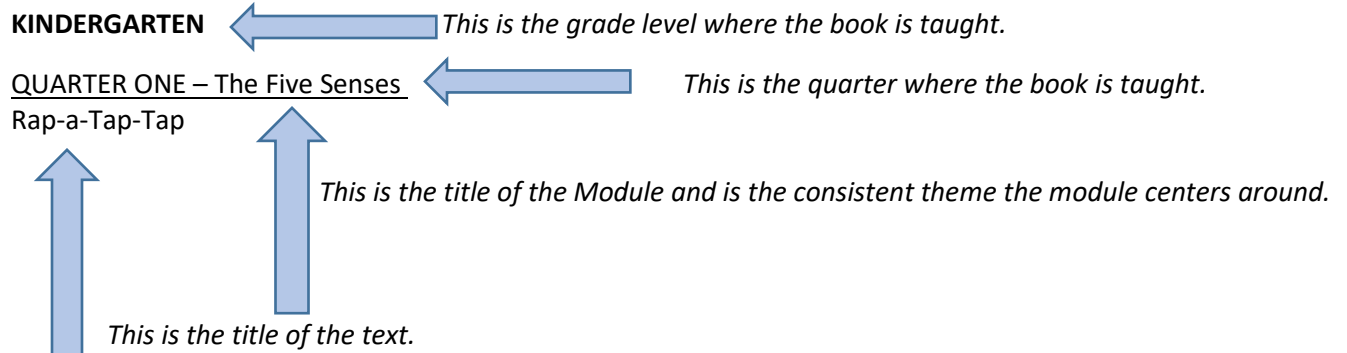 KINDERGARTEN This is the grade level where the book is taught.
QUARTER ONE – The Five Senses This is the quarter where the book is taught.
Rap-a-Tap-Tap
This is the title of the Module and is the consistent theme the module centers around.
This is the title of the text.